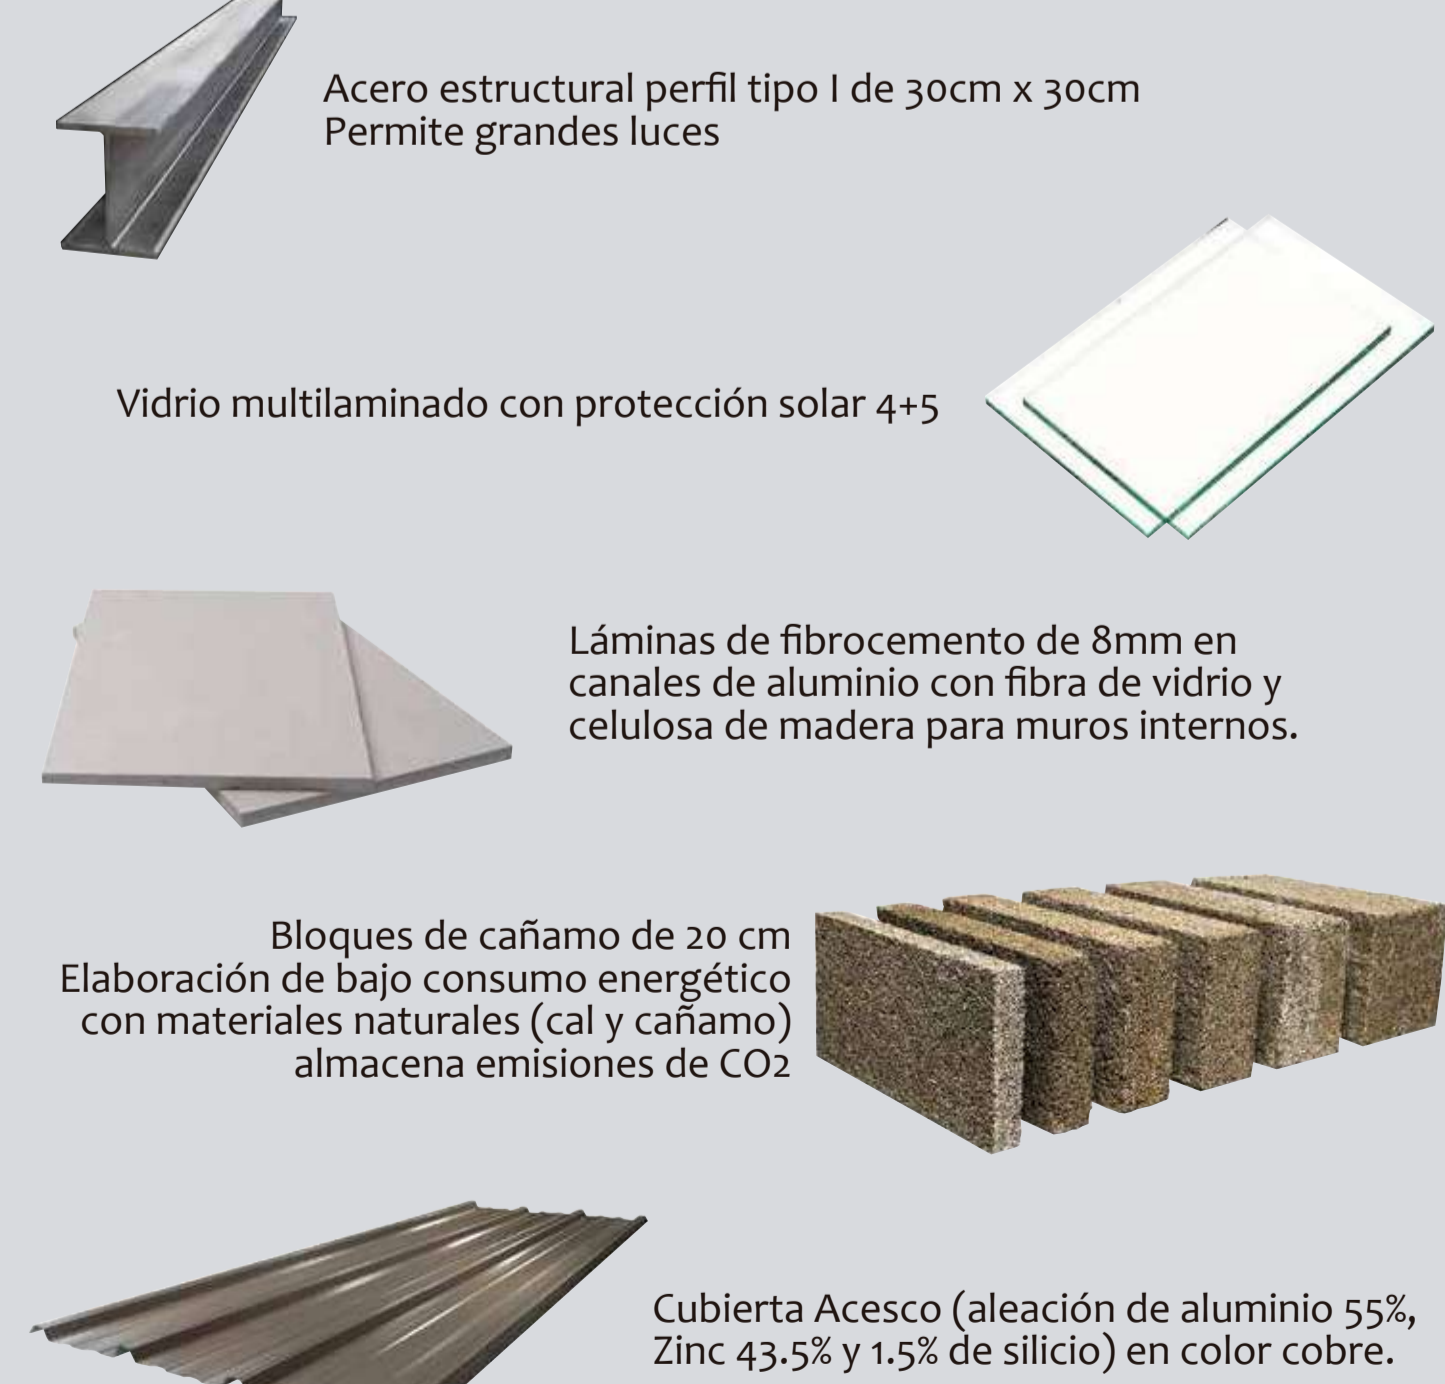 Acero estructural perfil tipo I de 30cm x 30cm
Permite grandes luces
Vidrio multilaminado con protección solar 4+5
Láminas de fibrocemento de 8mm en
canales de aluminio con fibra de vidrio y
celulosa de madera para muros internos.
Bloques de cañamo de 20 cm
Elaboración de bajo consumo energético
con materiales naturales (cal y cañamo)
almacena emisiones de CO2
Cubierta Acesco (aleación de aluminio 55%,
Zinc 43.5% y 1.5% de silicio) en color cobre.